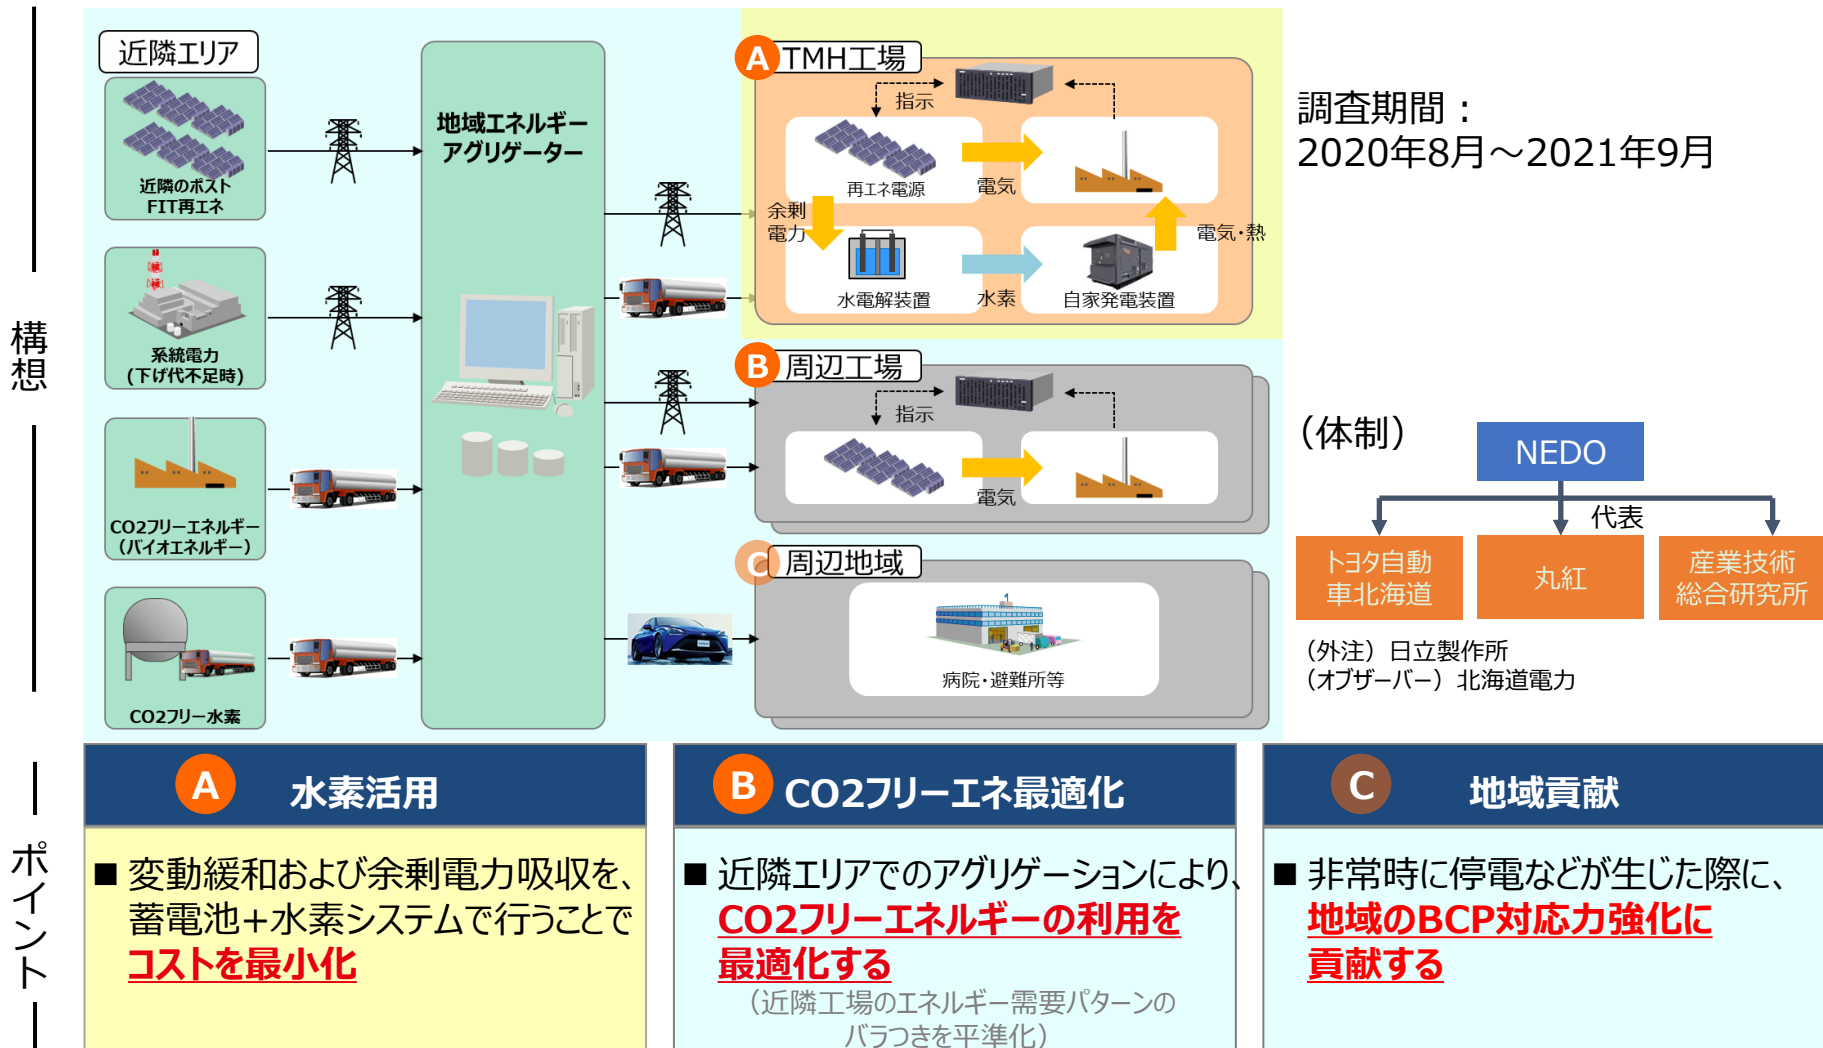 構想
近隣エリア
近隣のポスト
FIT再エネ
系統電力
(下げ代不足時)
CO2フリーエネルギー
(バイオエネルギー)
CO2フリー水素
地域エネルギー
アグリゲーター
A
TMH工場
指示
再エネ電源
電気
余剰
電力
電気・熱
水電解装置
水素
自家発電装置
B
周辺工場
指示
電気
C
周辺地域
病院・避難所等
調査期間：
2020年8月～2021年9月
（体制）
NEDO
代表
トヨタ自動
車北海道
丸紅
産業技術
総合研究所
（外注）日立製作所
（オブザーバー）北海道電力
ポイント
A 水素活用
■ 変動緩和および余剰電力吸収を、
蓄電池+水素システムで行うことで
コストを最小化
B CO2フリーエネ最適化
■ 近隣エリアでのアグリゲーションにより、
CO2フリーエネルギーの利用を
最適化する
（近隣工場のエネルギー需要パターンの
バラつきを平準化）
C 地域貢献
■ 非常時に停電などが生じた際に、
地域のBCP対応力強化に
貢献する